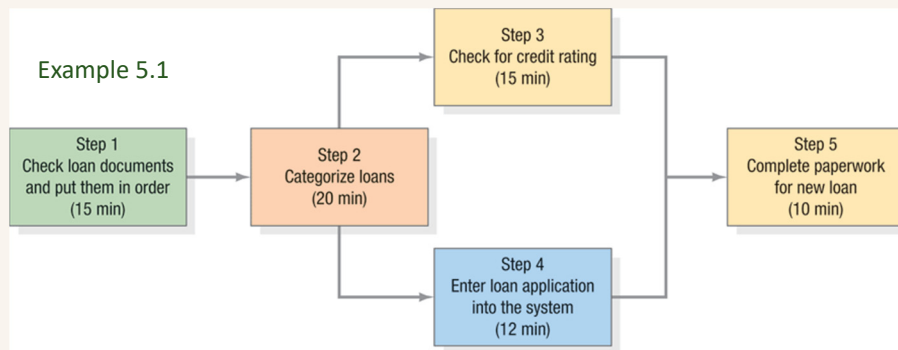 Example 5.1
Step 1
Check loan documents
and put them in order
(15 min)
Step 2
Categorize loans
(20 min)
Step 3
Check for credit rating
(15 min)
Step 4
Enter loan application
into the system
(12 min)
Step 5
Complete paperwork
for new loan
(10 min)